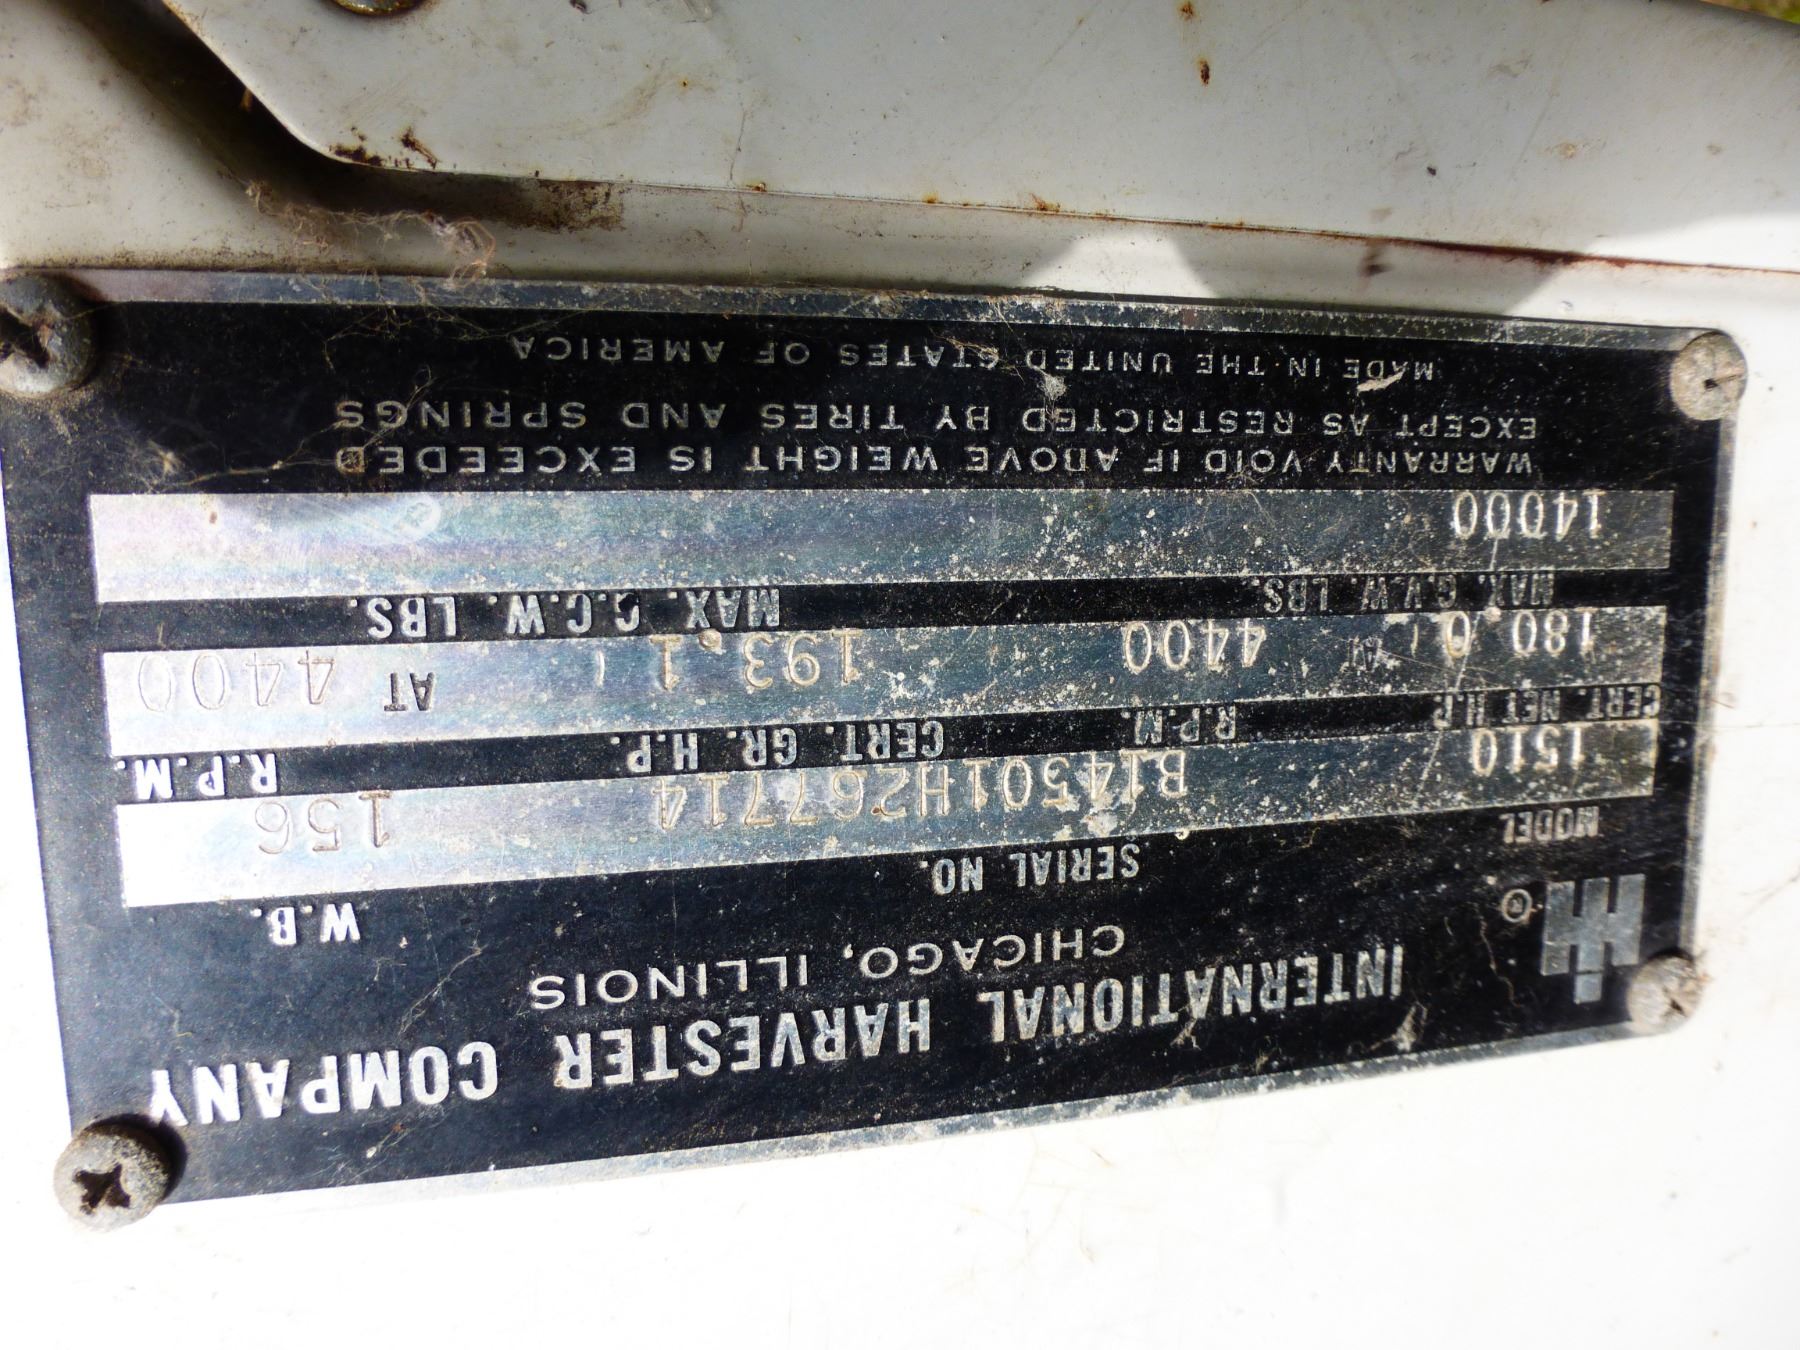 IH ® INTERNATIONAL HARVESTER COMPANY
CHICAGO, ILLINOIS
MODEL SERIAL NO. W.B.
1510 B14501H267714 156
CERT. NET H.P. R.P.M. CERT. GR. H.P. R.P.M.
180.0 AT 4400 193.1 AT 4400
MAX. G.V.W. LBS. MAX. G.C.W. LBS.
14000
WARRANTY VOID IF ABOVE WEIGHT IS EXCEEDED
EXCEPT AS RESTRICTED BY TIRES AND SPRINGS
MADE IN THE UNITED STATES OF AMERICA